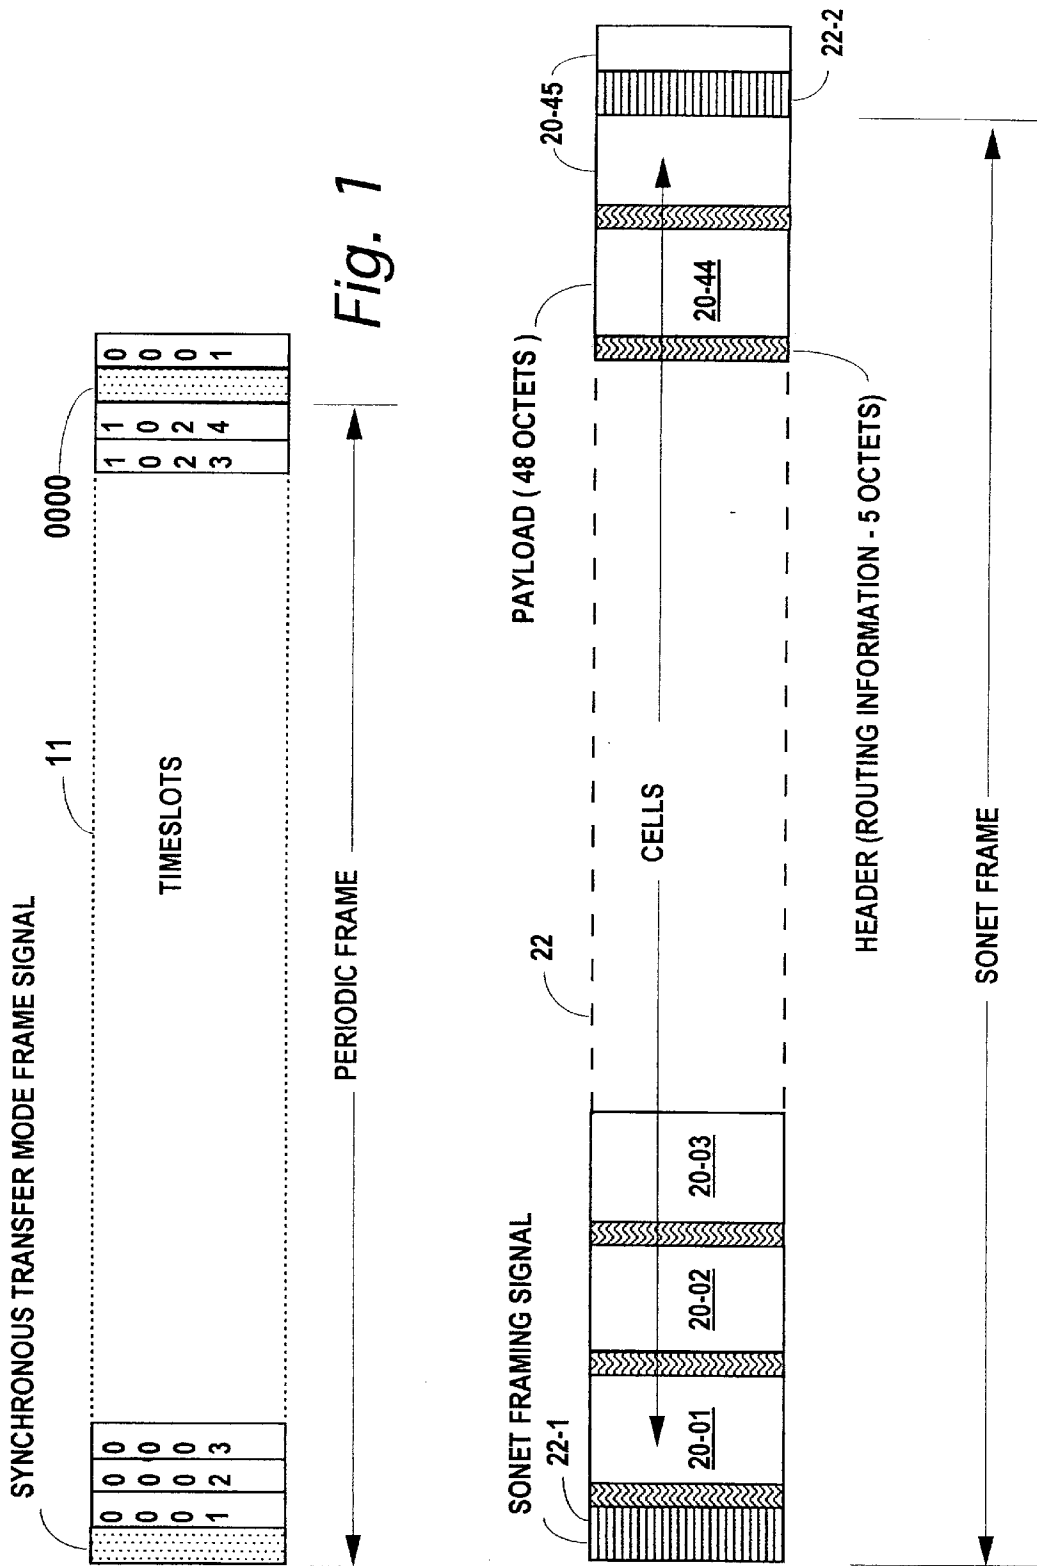 SYNCHRONOUS TRANSFER MODE FRAME SIGNAL
11
0000
0001
0002
0003
TIMESLOTS
1023
1024
0001
PERIODIC FRAME
Fig. 1
SONET FRAMING SIGNAL
22-1
22
PAYLOAD ( 48 OCTETS )
20-45
20-01
20-02
20-03
CELLS
20-44
22-2
HEADER (ROUTING INFORMATION - 5 OCTETS)
SONET FRAME